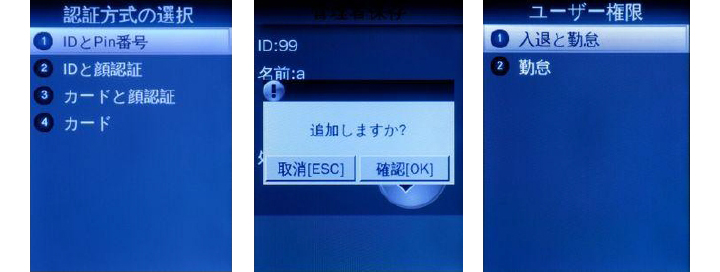 認証方式の選択
1 IDとPin番号
2 IDと顔認証
3 カードと顔認証
4 カード
ID:99
名前:a
追加しますか?
取消[ESC] 確認[OK]
ユーザー権限
1 入退と勤怠
2 勤怠